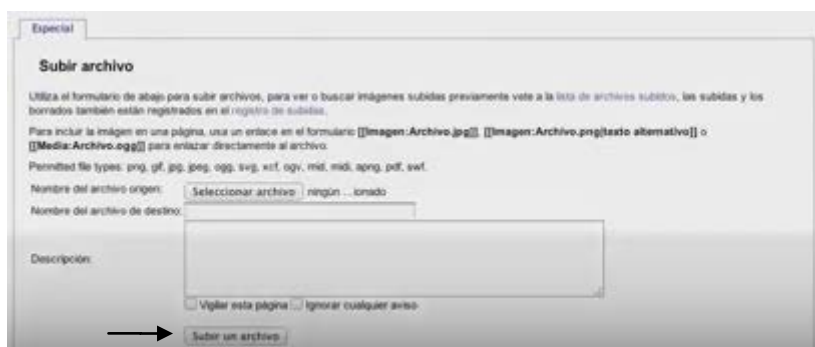 Especial
Subir archivo
Utiliza el formulario de abajo para subir archivos, para ver o buscar imágenes subidas previamente vete a la lista de archivos subidos, las subidas y los
borrados también están registrados en el registro de subidas.
Para incluir la imágen en una página, usa un enlace en el formulario [[Imagen:Archivo.jpg]], [[Imagen:Archivo.png|texto alternativo]] o
[[Media:Archivo.ogg]] para enlazar directamente al archivo.
Permitted file types: png, gif, jpg, jpeg, ogg, svg, xcf, ogv, mid, midi, apng, pdf, swf.
Nombre del archivo origen: Seleccionar archivo ningún ...ionado
Nombre del archivo de destino:
Descripción:
Vigilar esta página Ignorar cualquier aviso
Subir un archivo